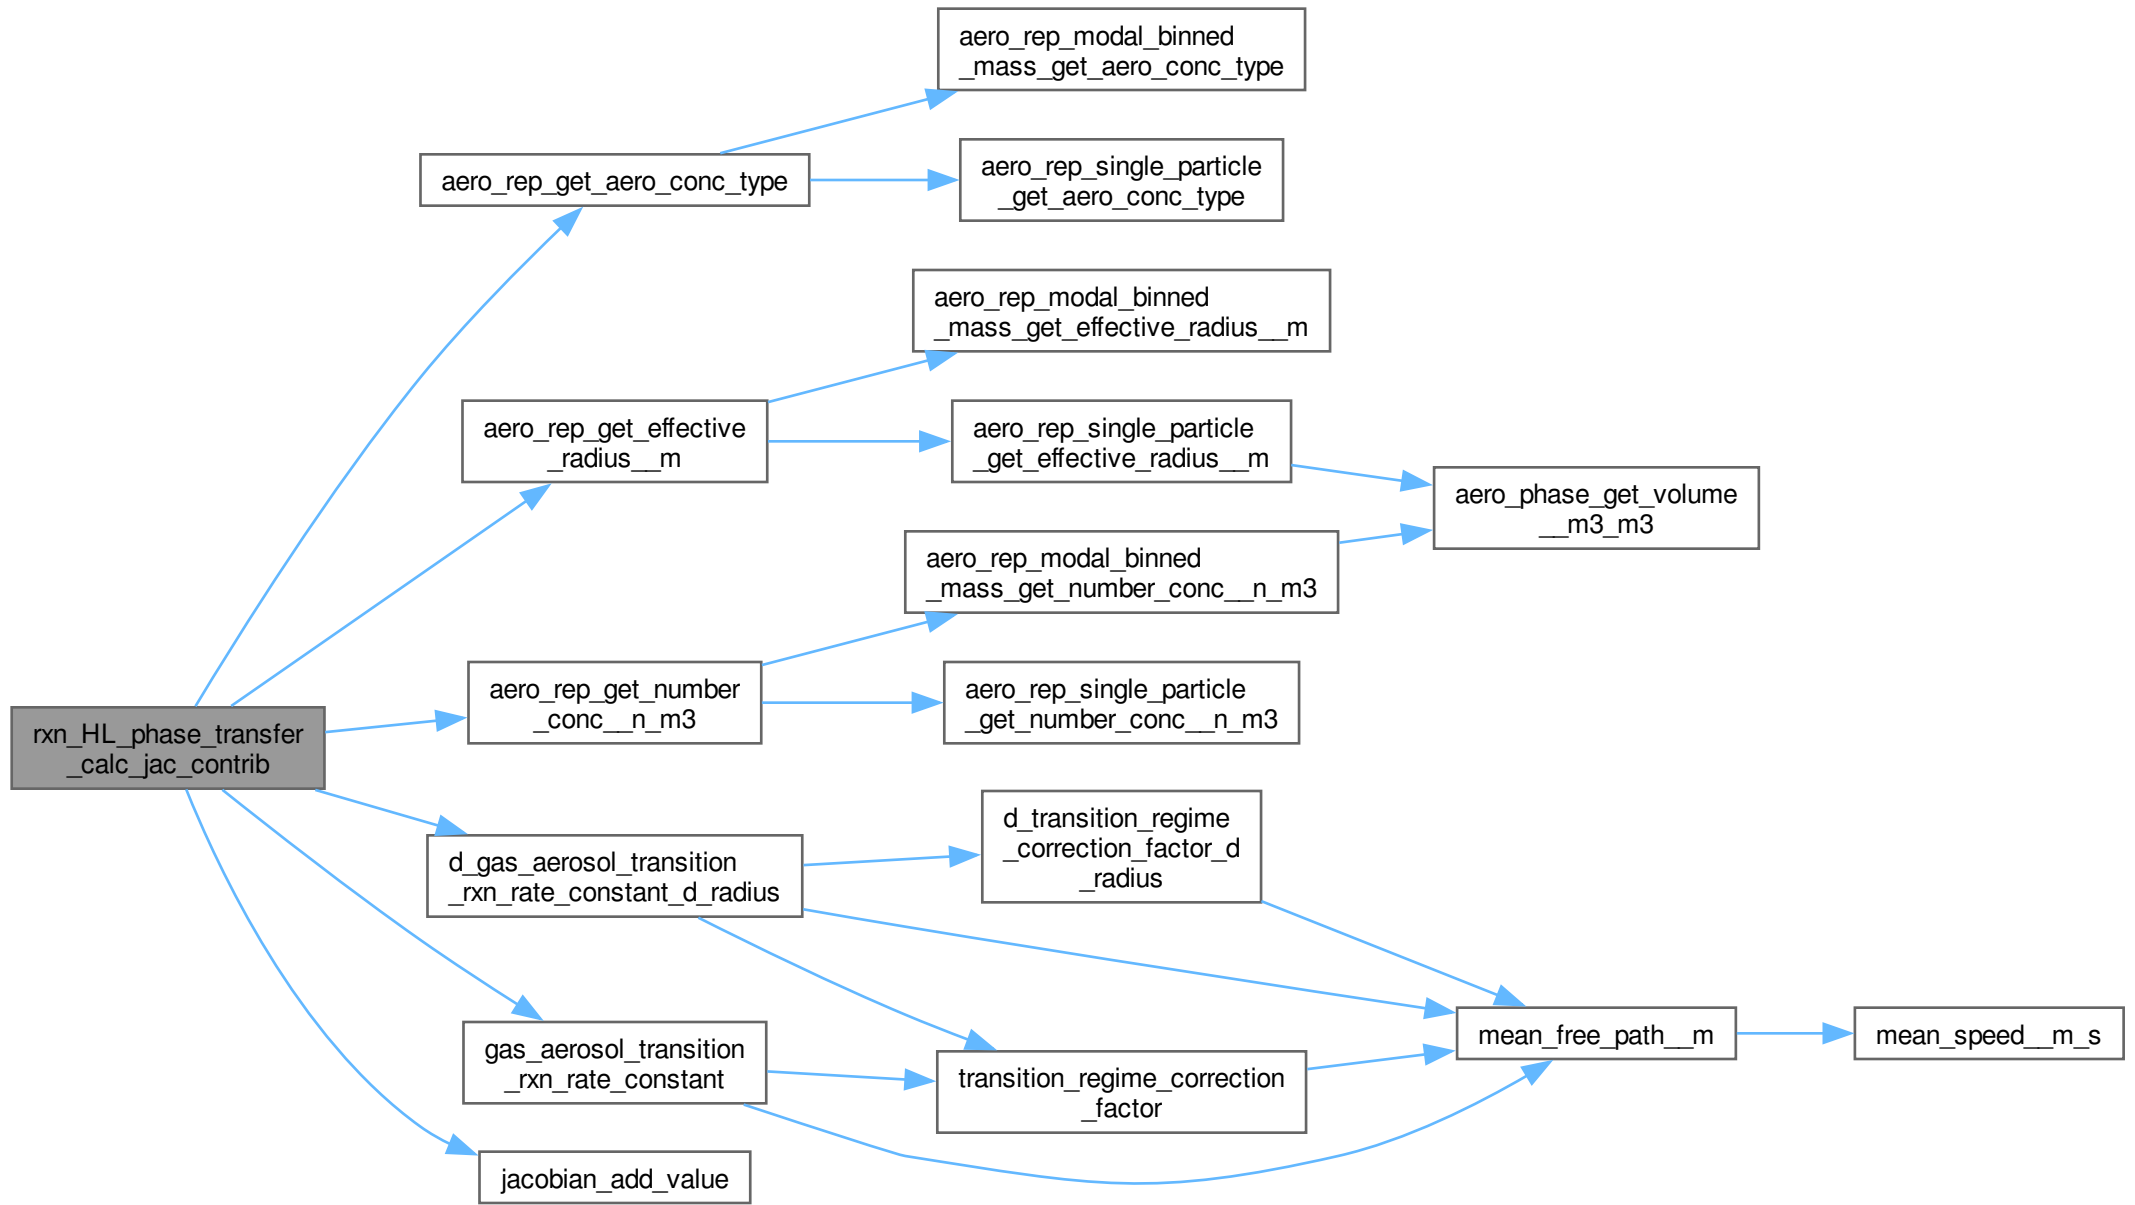 aero_rep_modal_binned
_mass_get_aero_conc_type
aero_rep_get_aero_conc_type
aero_rep_single_particle
_get_aero_conc_type
aero_rep_modal_binned
_mass_get_effective_radius__m
aero_rep_get_effective
_radius__m
aero_rep_single_particle
_get_effective_radius__m
aero_phase_get_volume
__m3_m3
aero_rep_modal_binned
_mass_get_number_conc__n_m3
aero_rep_get_number
_conc__n_m3
aero_rep_single_particle
_get_number_conc__n_m3
rxn_HL_phase_transfer
_calc_jac_contrib
d_transition_regime
_correction_factor_d
_radius
d_gas_aerosol_transition
_rxn_rate_constant_d_radius
mean_free_path__m
mean_speed__m_s
gas_aerosol_transition
_rxn_rate_constant
transition_regime_correction
_factor
jacobian_add_value